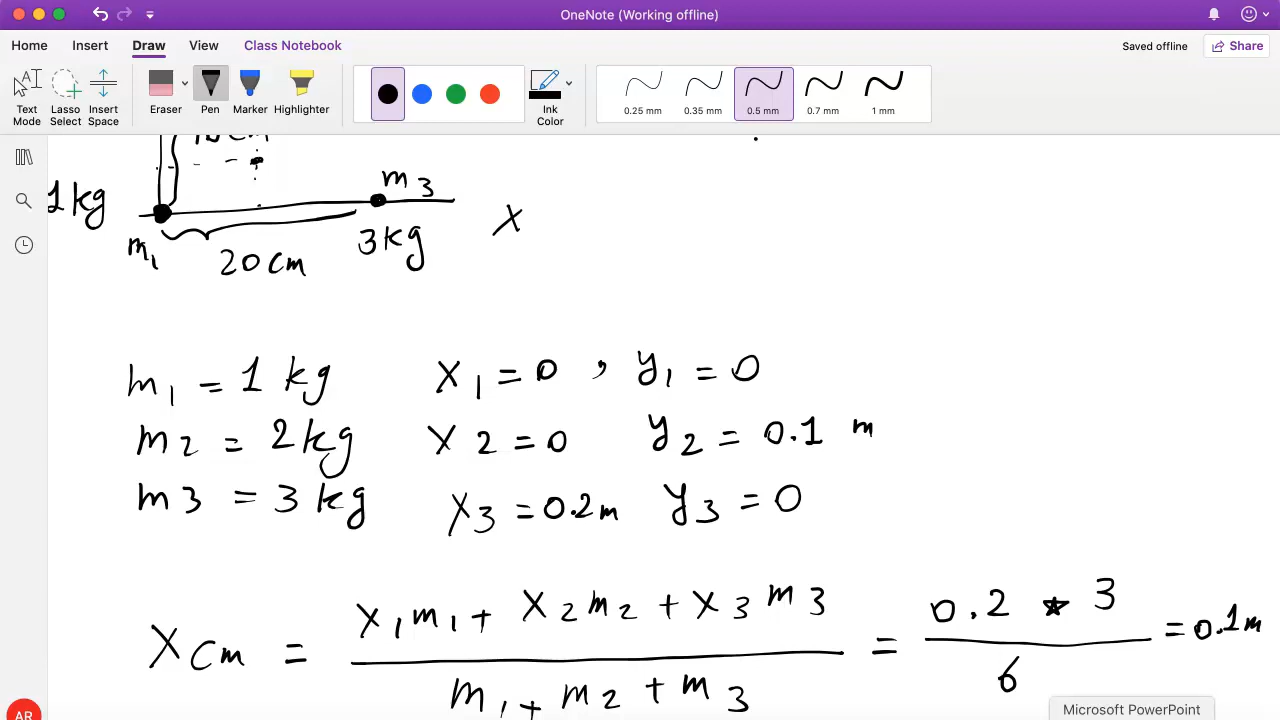 OneNote (Working offline)
Home Insert Draw View Class Notebook
Saved offline Share
Text Mode Lasso Select Insert Space Eraser Pen Marker Highlighter Ink Color 0.25 mm 0.35 mm 0.5 mm 0.7 mm 1 mm
m3
1kg
X
m1 20cm 3kg
m1 = 1 kg X1 = 0 , y1 = 0
m2 = 2kg X2 = 0 y2 = 0.1 m
m3 = 3 kg X3 = 0.2m y3 = 0
Xcm = X1m1 + X2m2 + X3m3 / m1 + m2 + m3 = 0.2 * 3 / 6 = 0.1m
AR
Microsoft PowerPoint